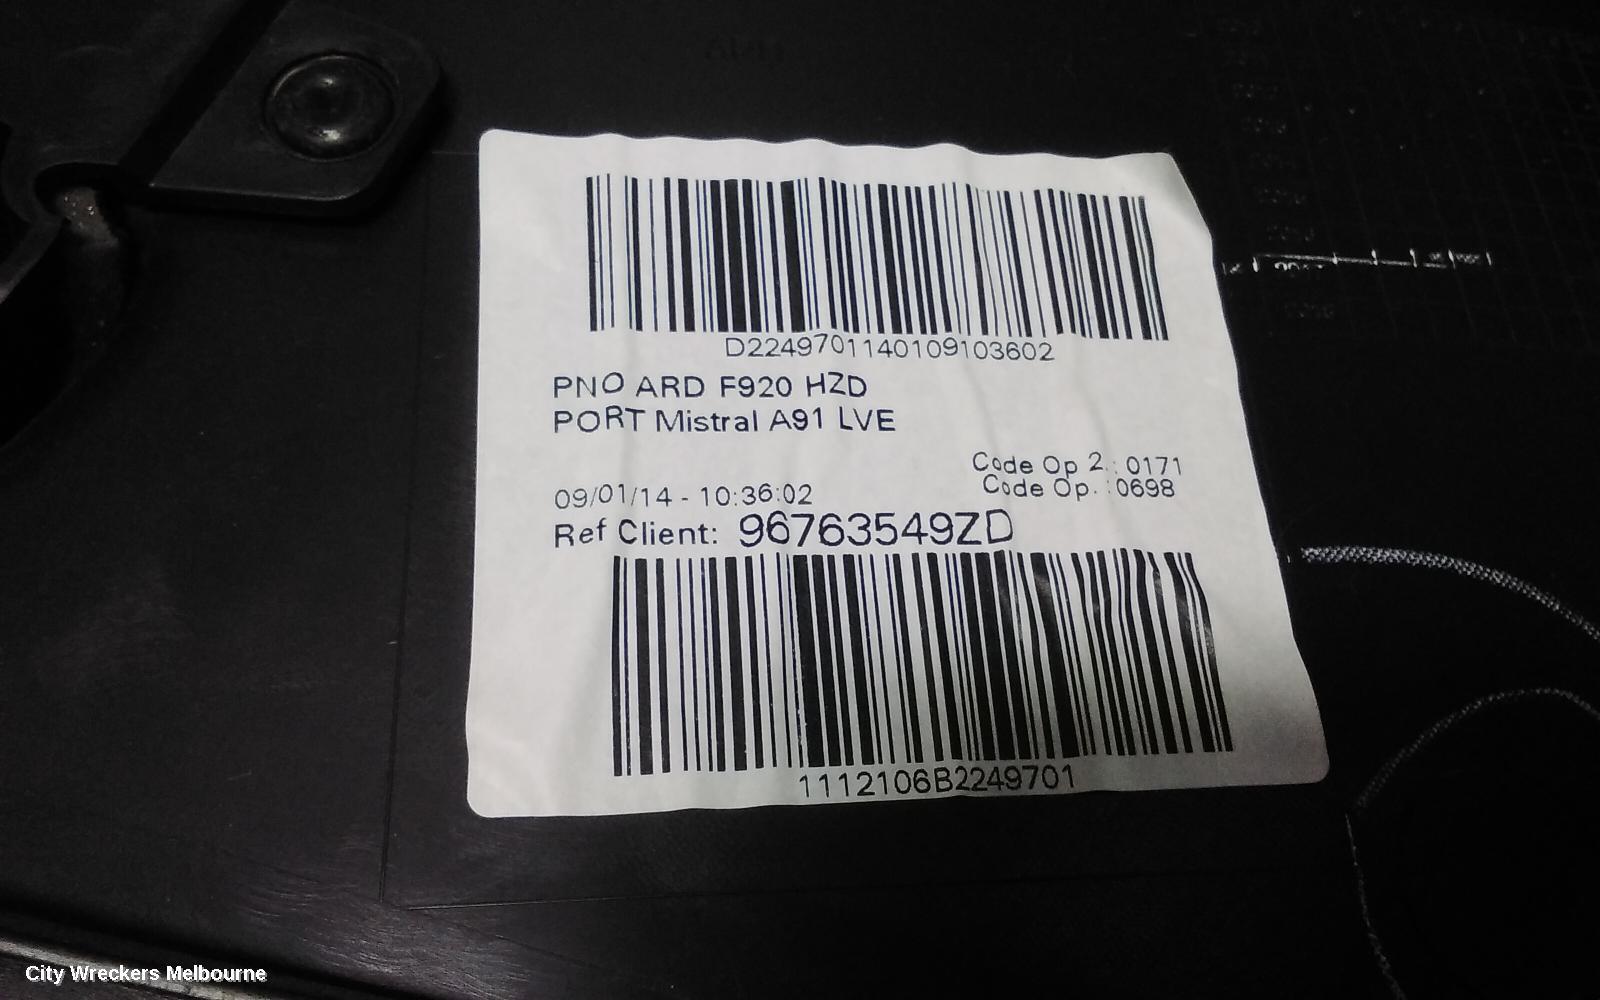 D2249701140109103602
PNO ARD F920 HZD
PORT Mistral A91 LVE
Code Op 2.: 0171
09/01/14 - 10:36:02
Code Op. :0698
Ref Client: 96763549ZD
1112106B2249701
City Wreckers Melbourne